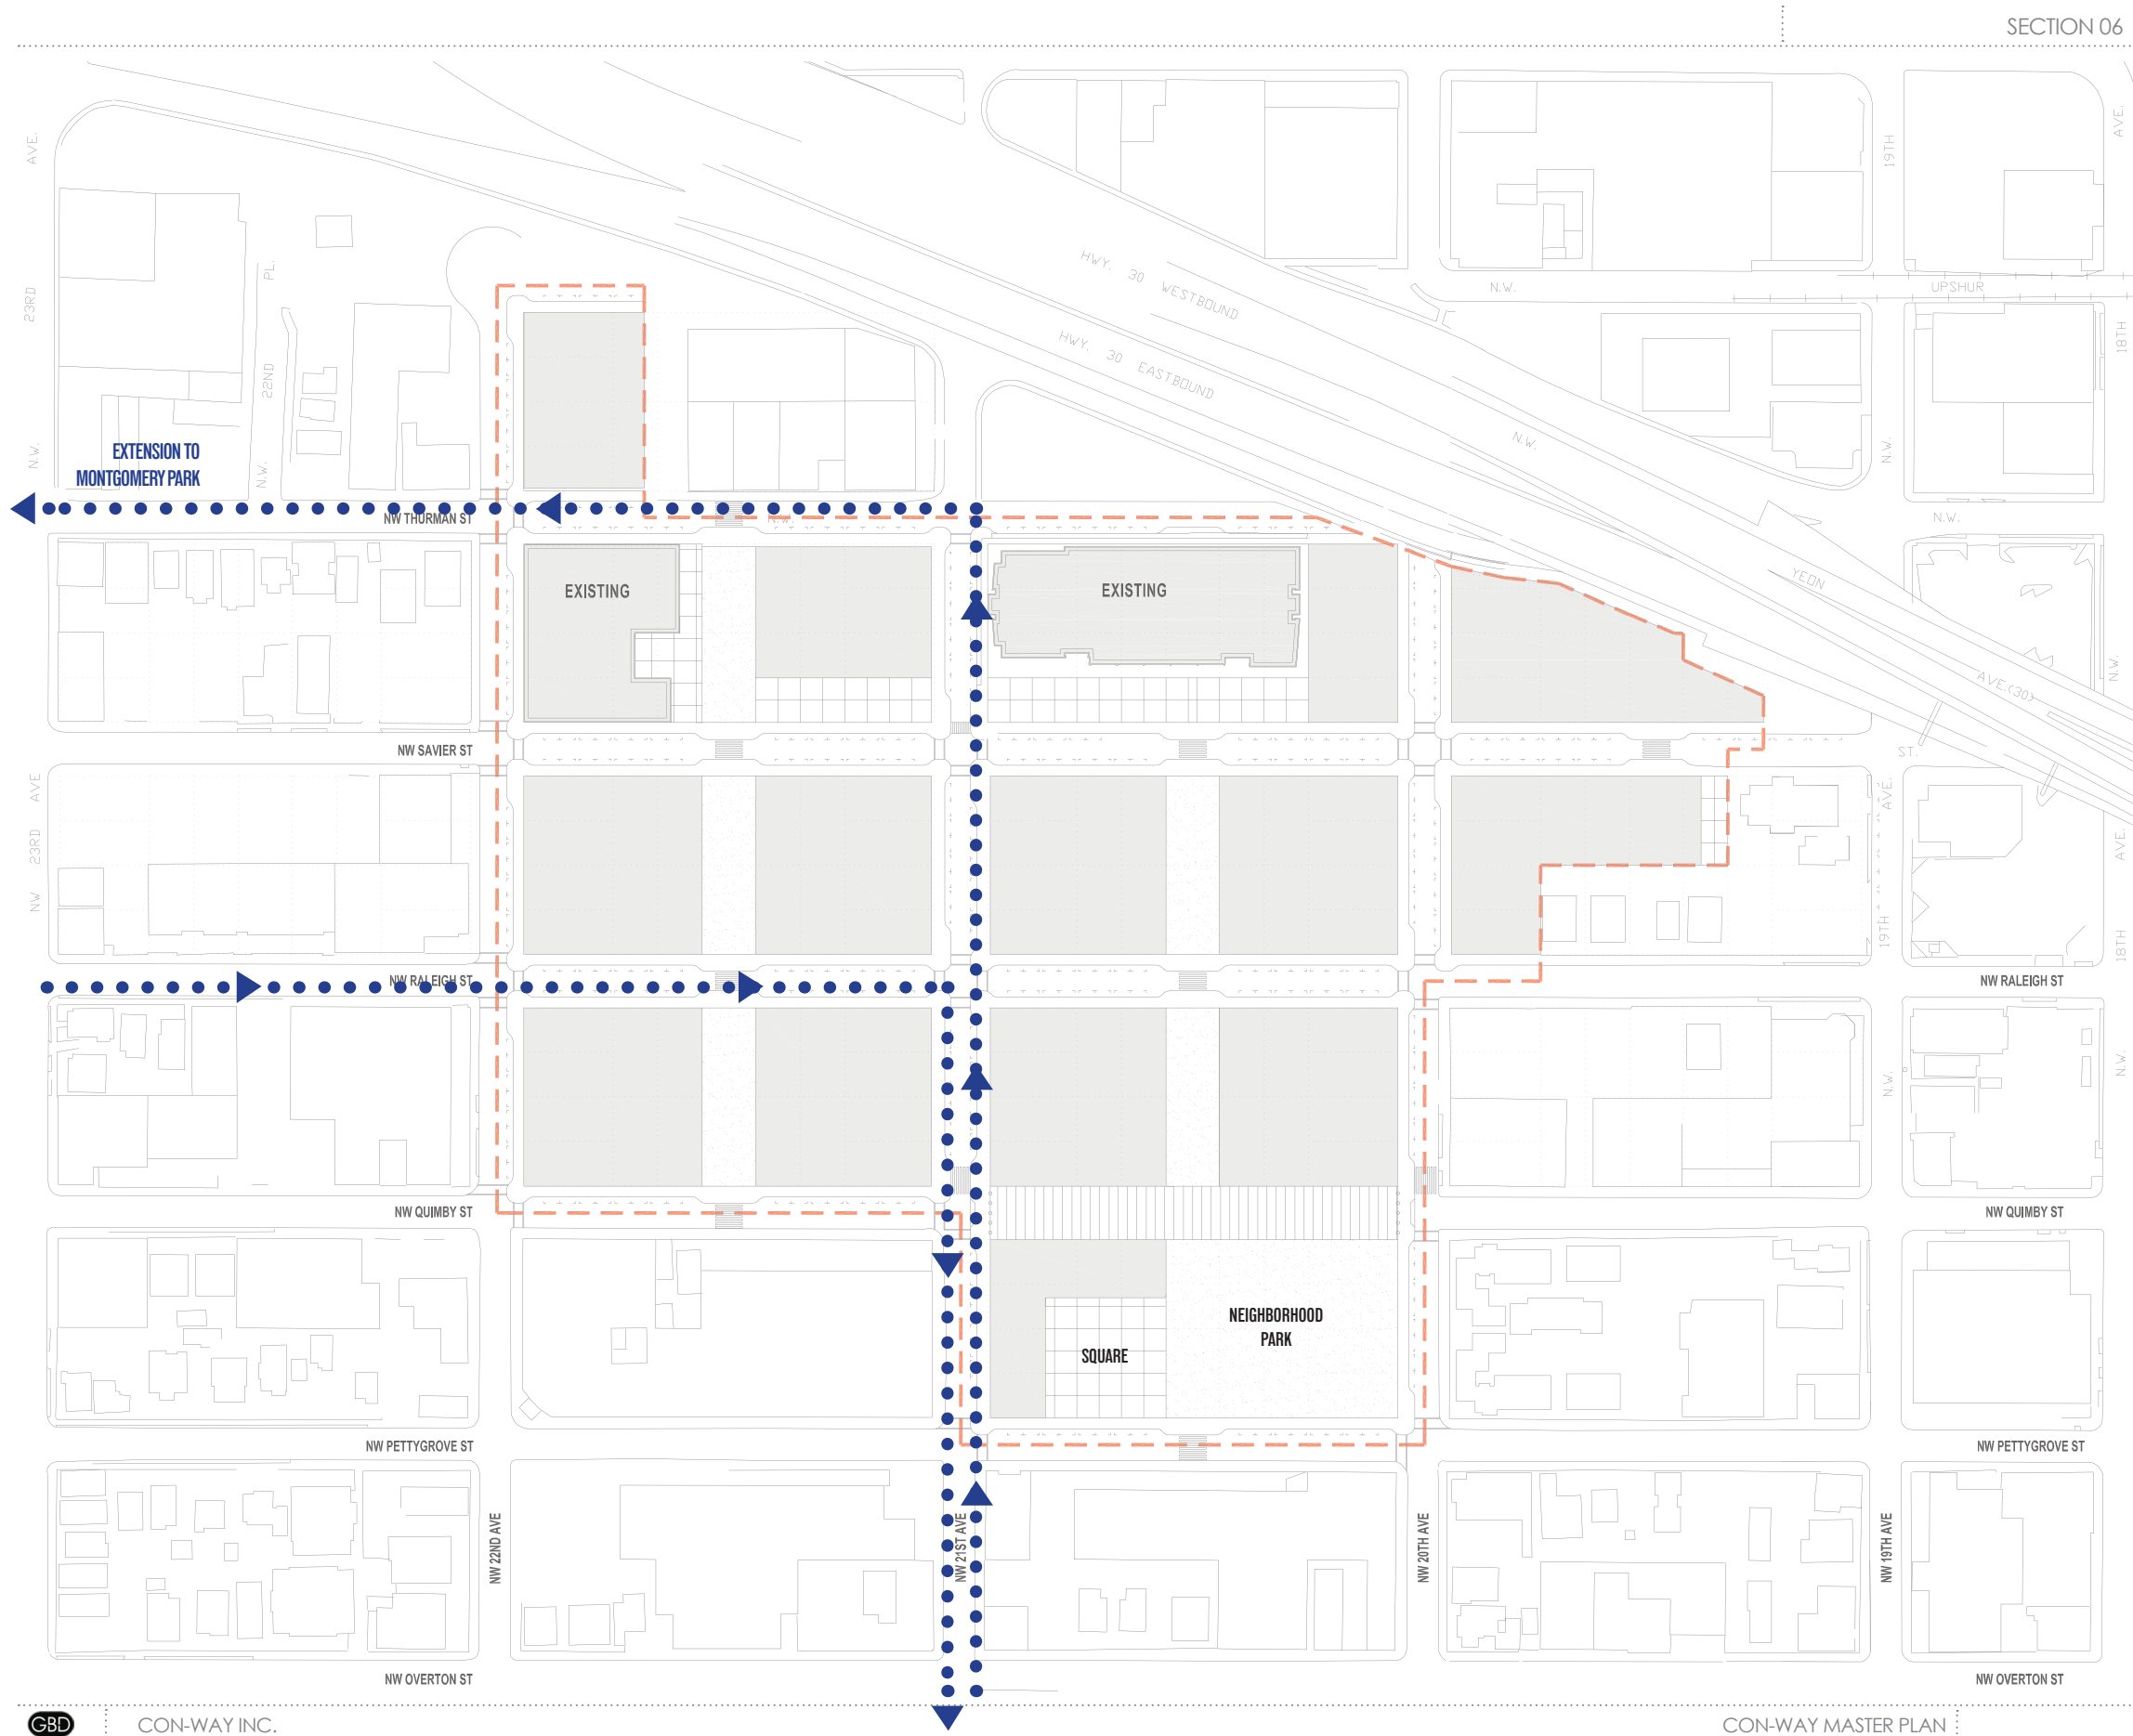 SECTION 06
AVE.
19TH
AVE.
HWY. 30 WESTBOUND
PL.
N.W.
UPSHUR
23RD
HWY. 30 EASTBOUND
18TH
22ND
N.W.
N.W.
N.W.
N.W.
EXTENSION TO
MONTGOMERY PARK
NW THURMAN ST
N.W.
N.W.
EXISTING
EXISTING
YEON
AVE.(30)
N.W.
NW SAVIER ST
ST.
NW 23RD AVE
19TH AVE.
AVE.
18TH
NW RALEIGH ST
NW RALEIGH ST
N.W.
N.W.
NW QUIMBY ST
NW QUIMBY ST
NEIGHBORHOOD
PARK
SQUARE
NW PETTYGROVE ST
NW PETTYGROVE ST
NW 22ND AVE
NW 21ST AVE
NW 20TH AVE
NW 19TH AVE
NW OVERTON ST
NW OVERTON ST
GBD
CON-WAY INC.
CON-WAY MASTER PLAN